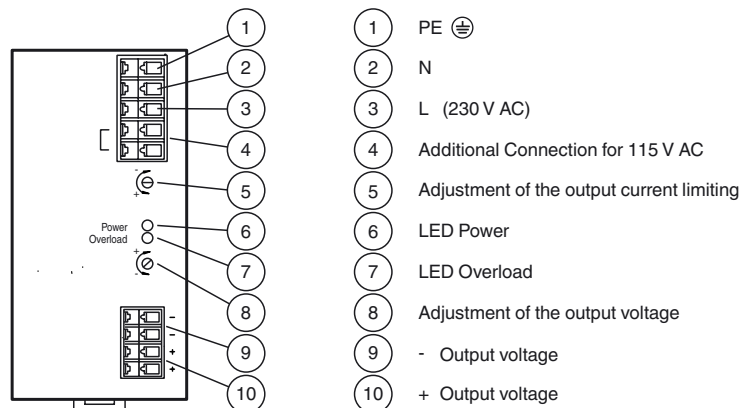 1 PE
2 N
3 L (230 V AC)
4 Additional Connection for 115 V AC
- 
5 Adjustment of the output current limiting
+
Power 6 LED Power
Overload 7 LED Overload
+
8 Adjustment of the output voltage
-
-
- 9 - Output voltage
+
+ 10 + Output voltage
1
2
3
4
5
6
7
8
9
10